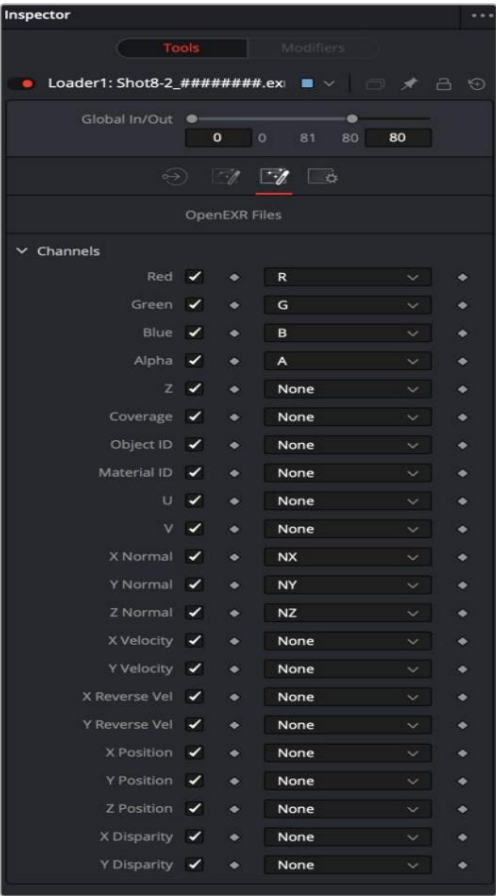 Inspector
Tools Modifiers
Loader1: Shot8-2_########.ex
Global In/Out
0 0 81 80 80
OpenEXR Files
Channels
Red R
Green G
Blue B
Alpha A
Z None
Coverage None
Object ID None
Material ID None
U None
V None
X Normal NX
Y Normal NY
Z Normal NZ
X Velocity None
Y Velocity None
X Reverse Vel None
Y Reverse Vel None
X Position None
Y Position None
Z Position None
X Disparity None
Y Disparity None